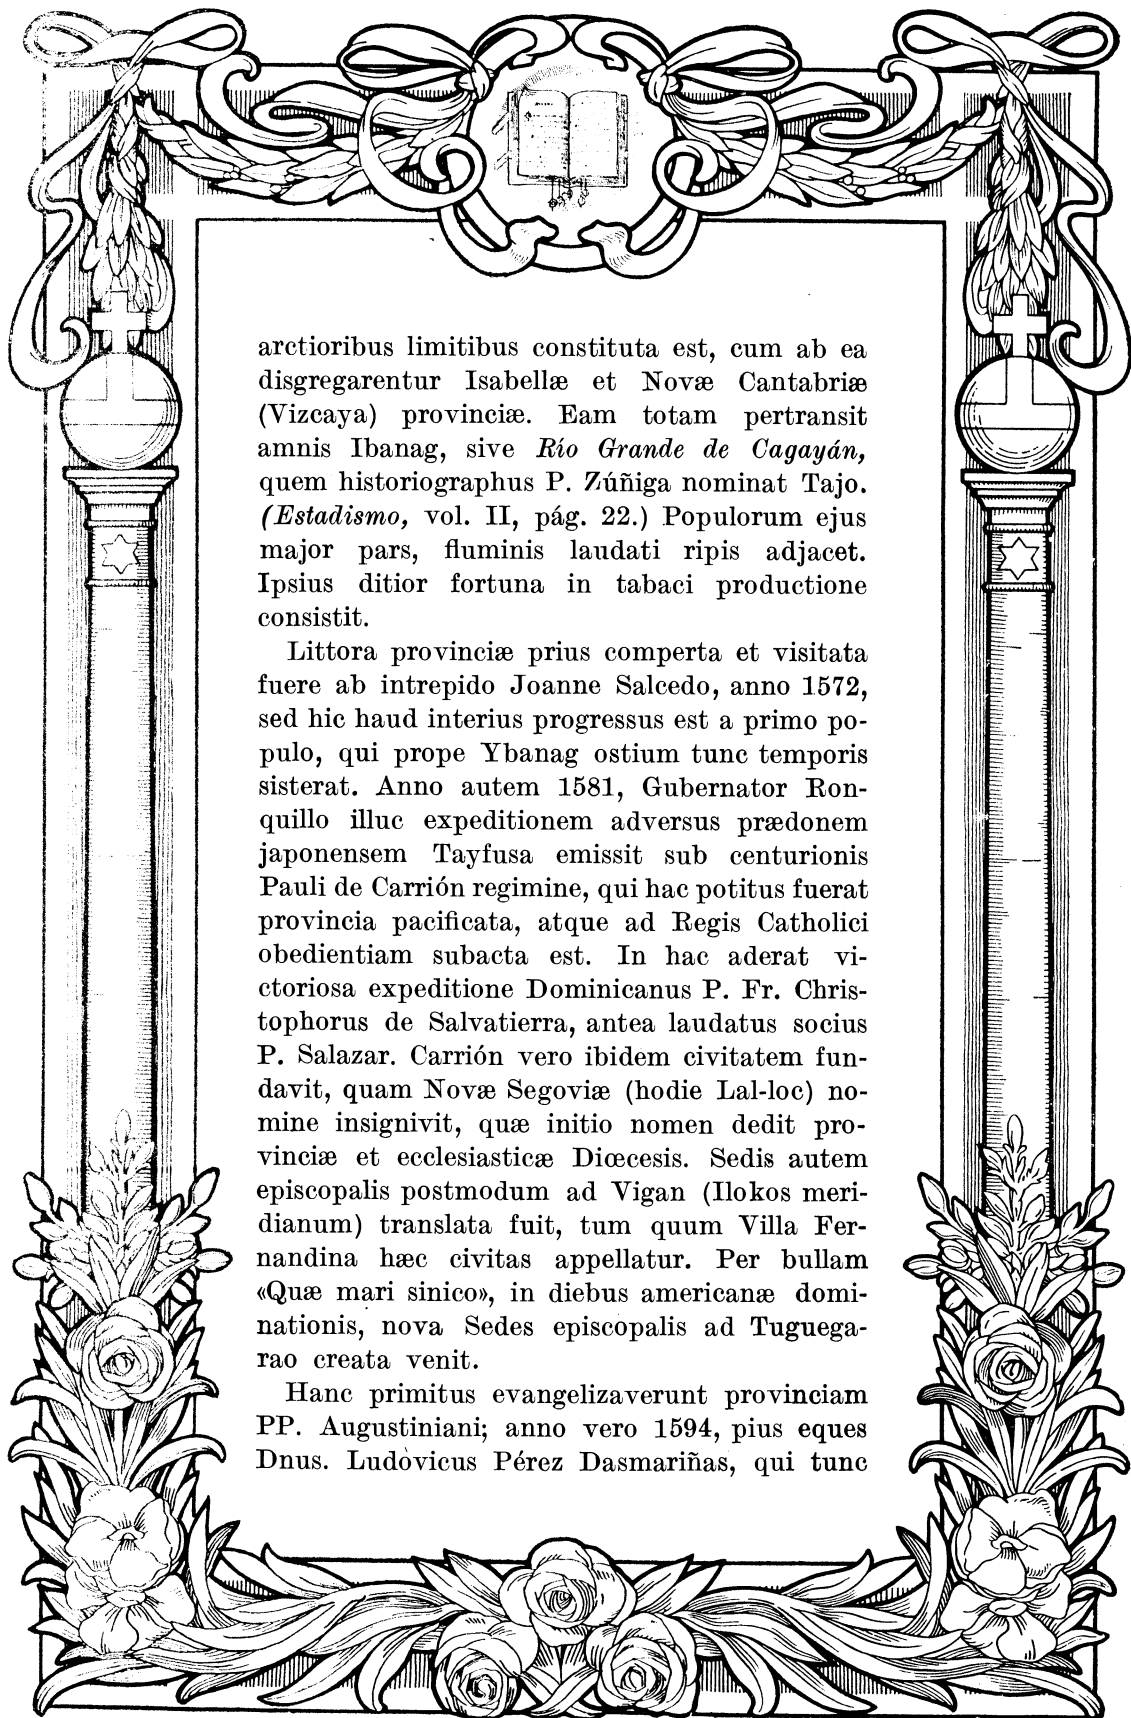 arctioribus limitibus constituta est, cum ab ea
disgregarentur Isabellæ et Novæ Cantabriæ
(Vizcaya) provinciæ. Eam totam pertransit
amnis Ibanag, sive Río Grande de Cagayán,
quem historiographus P. Zúñiga nominat Tajo.
(Estadismo, vol. II, pág. 22.) Populorum ejus
major pars, fluminis laudati ripis adjacet.
Ipsius ditior fortuna in tabaci productione
consistit.
Littora provinciæ prius comperta et visitata
fuere ab intrepido Joanne Salcedo, anno 1572,
sed hic haud interius progressus est a primo po-
pulo, qui prope Ybanag ostium tunc temporis
sisterat. Anno autem 1581, Gubernator Ron-
quillo illuc expeditionem adversus prædonem
japonensem Tayfusa emissit sub centurionis
Pauli de Carrión regimine, qui hac potitus fuerat
provincia pacificata, atque ad Regis Catholici
obedientiam subacta est. In hac aderat vi-
ctoriosa expeditione Dominicanus P. Fr. Chris-
tophorus de Salvatierra, antea laudatus socius
P. Salazar. Carrión vero ibidem civitatem fun-
davit, quam Novæ Segoviæ (hodie Lal-loc) no-
mine insignivit, quæ initio nomen dedit pro-
vinciæ et ecclesiasticæ Diœcesis. Sedis autem
episcopalis postmodum ad Vigan (Ilokos meri-
dianum) translata fuit, tum quum Villa Fer-
nandina hæc civitas appellatur. Per bullam
«Quæ mari sinico», in diebus americanæ domi-
nationis, nova Sedes episcopalis ad Tuguega-
rao creata venit.
Hanc primitus evangelizaverunt provinciam
PP. Augustiniani; anno vero 1594, pius eques
Dnus. Ludovicus Pérez Dasmariñas, qui tunc